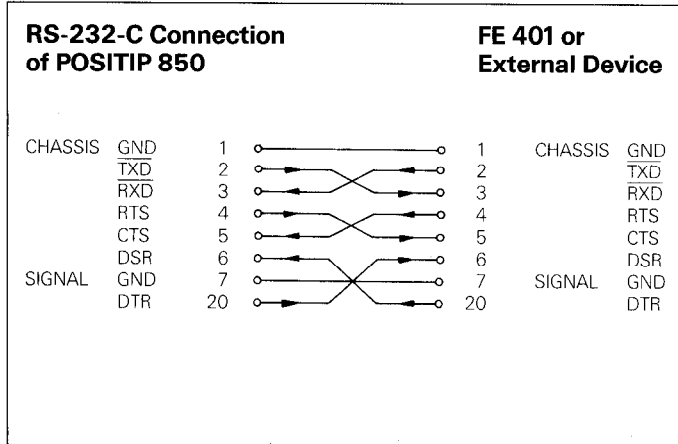 RS-232-C Connection of POSITIP 850
FE 401 or External Device
CHASSIS GND 1 1 CHASSIS GND
TXD 2 2 TXD
RXD 3 3 RXD
RTS 4 4 RTS
CTS 5 5 CTS
DSR 6 6 DSR
SIGNAL GND 7 7 SIGNAL GND
DTR 20 20 DTR